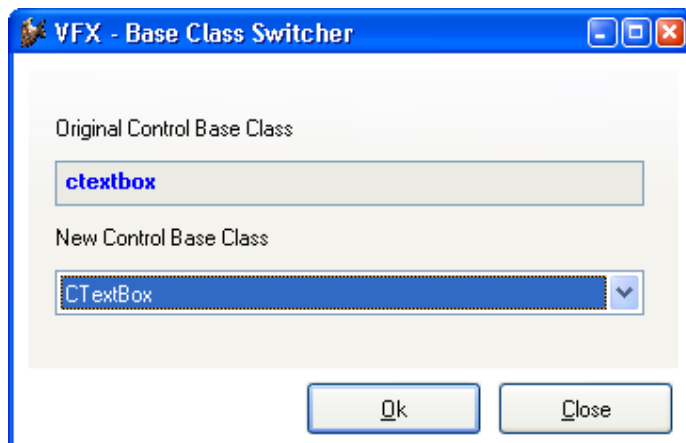 VFX - Base Class Switcher
Original Control Base Class
ctextbox
New Control Base Class
CTextBox
Ok
Close